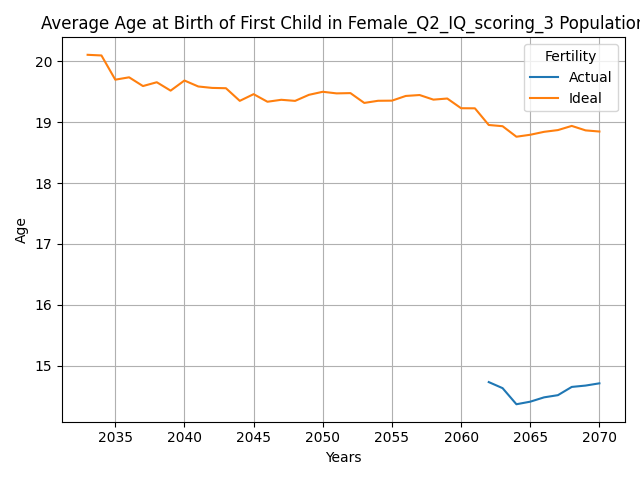 Average Age at Birth of First Child in Female_Q2_IQ_scoring_3 Population
Fertility
Actual
Ideal
20
19
18
17
16
15
Age
2035 2040 2045 2050 2055 2060 2065 2070
Years